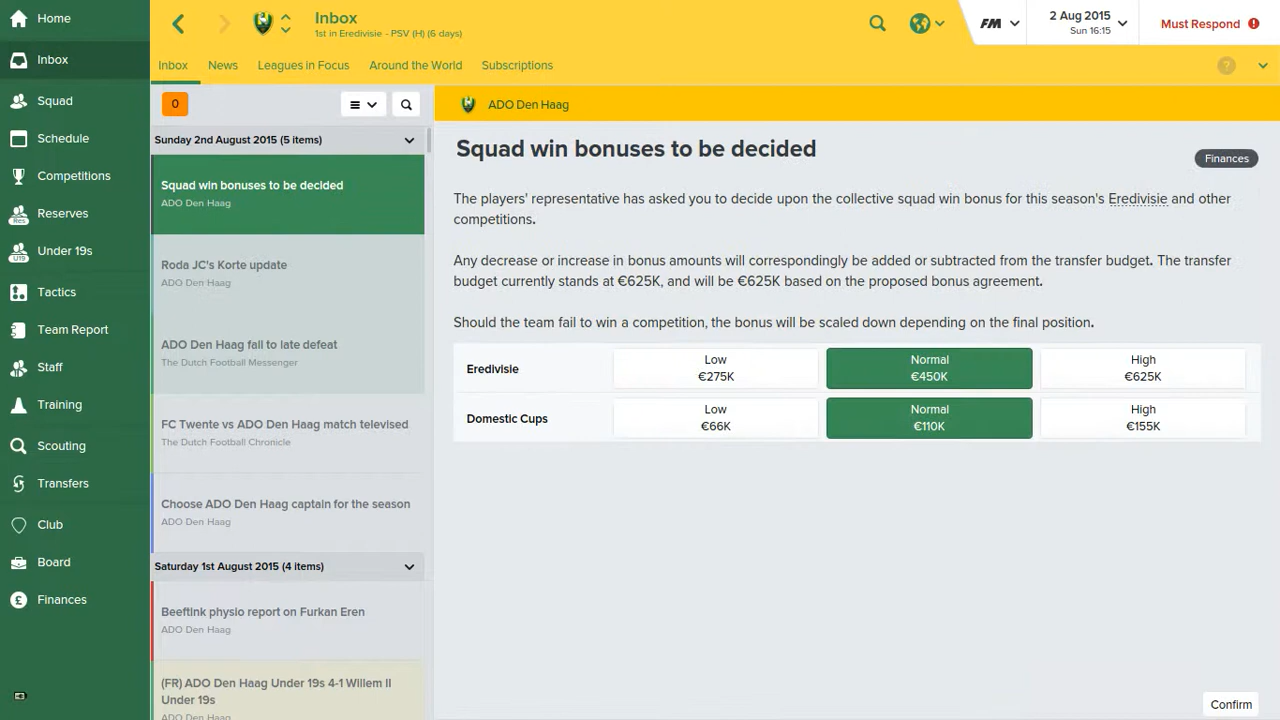 Home
Inbox
Squad
Schedule
Competitions
Reserves
Under 19s
Tactics
Team Report
Staff
Training
Scouting
Transfers
Club
Board
Finances
Inbox
1st in Eredivisie - PSV (H) (6 days)
FM
2 Aug 2015
Sun 16:15
Must Respond
Inbox
News
Leagues in Focus
Around the World
Subscriptions
?
0
Sunday 2nd August 2015 (5 items)
Squad win bonuses to be decided
ADO Den Haag
Roda JC's Korte update
ADO Den Haag
ADO Den Haag fall to late defeat
The Dutch Football Messenger
FC Twente vs ADO Den Haag match televised
The Dutch Football Chronicle
Choose ADO Den Haag captain for the season
ADO Den Haag
Saturday 1st August 2015 (4 items)
Beeftink physio report on Furkan Eren
ADO Den Haag
(FR) ADO Den Haag Under 19s 4-1 Willem II
Under 19s
ADO Den Haag
ADO Den Haag
Squad win bonuses to be decided
Finances
The players' representative has asked you to decide upon the collective squad win bonus for this season's Eredivisie and other
competitions.
Any decrease or increase in bonus amounts will correspondingly be added or subtracted from the transfer budget. The transfer
budget currently stands at €625K, and will be €625K based on the proposed bonus agreement.
Should the team fail to win a competition, the bonus will be scaled down depending on the final position.
Eredivisie
Low
€275K
Normal
€450K
High
€625K
Domestic Cups
Low
€66K
Normal
€110K
High
€155K
Confirm